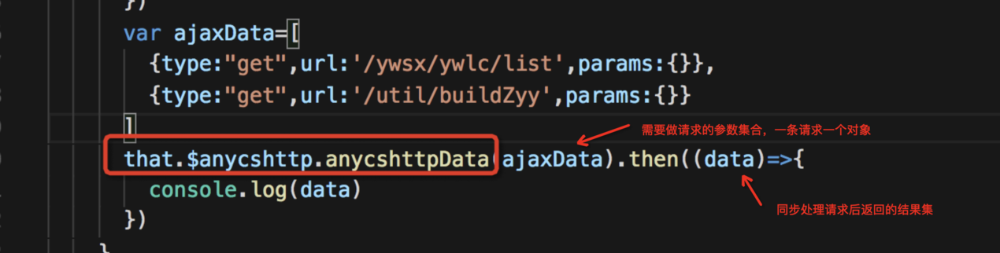 })
var ajaxData=[
{type:"get",url:'/ywsx/ywlc/list',params:{}},
{type:"get",url:'/util/buildZyy',params:{}}
]
需要做请求的参数集合，一条请求一个对象
that.$anycshttp.anycshttpData(ajaxData).then((data)=>{
console.log(data)
同步处理请求后返回的结果集
})
}